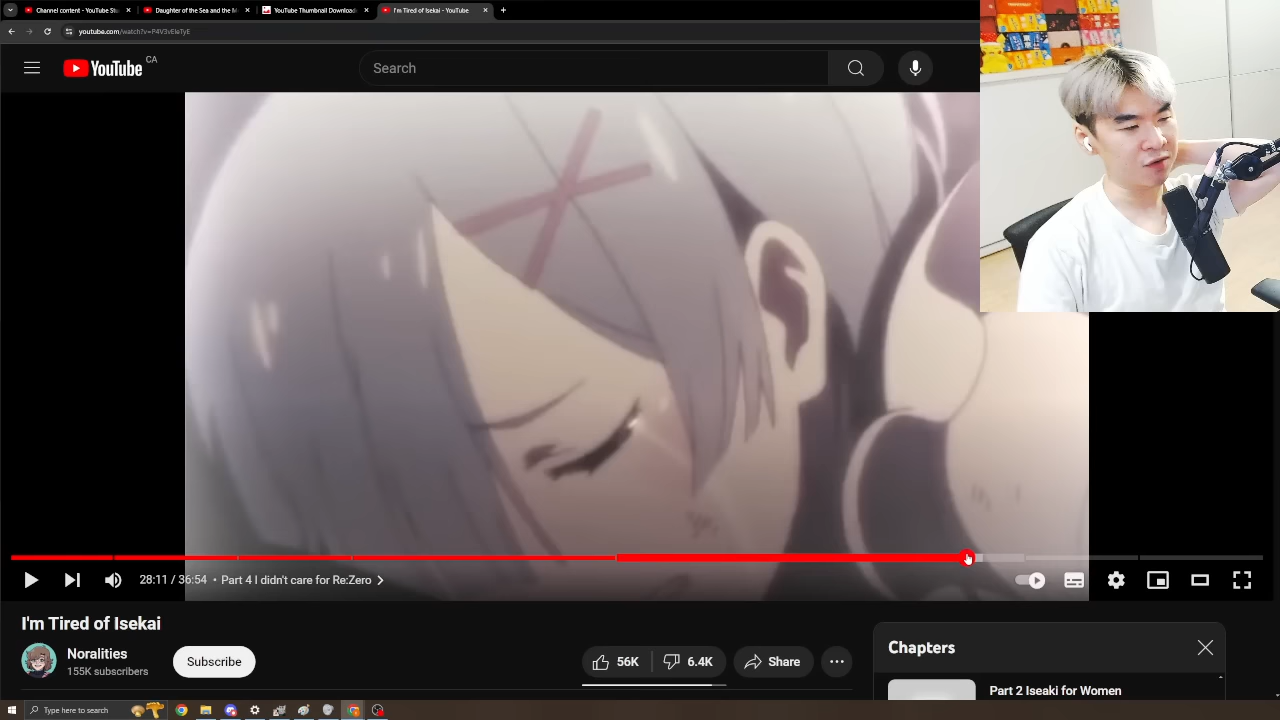 Channel content - YouTube Stu
Daughter of the Sea and the
YouTube Thumbnail Download
I'm Tired of Isekai - YouTube
youtube.com/watch?v=P4V3vEleTyE
YouTube CA
Search
28:11 / 36:54 • Part 4 I didn't care for Re:Zero
I'm Tired of Isekai
Noralities
155K subscribers
Subscribe
56K
6.4K
Share
Chapters
Part 2 Iseaki for Women
Type here to search